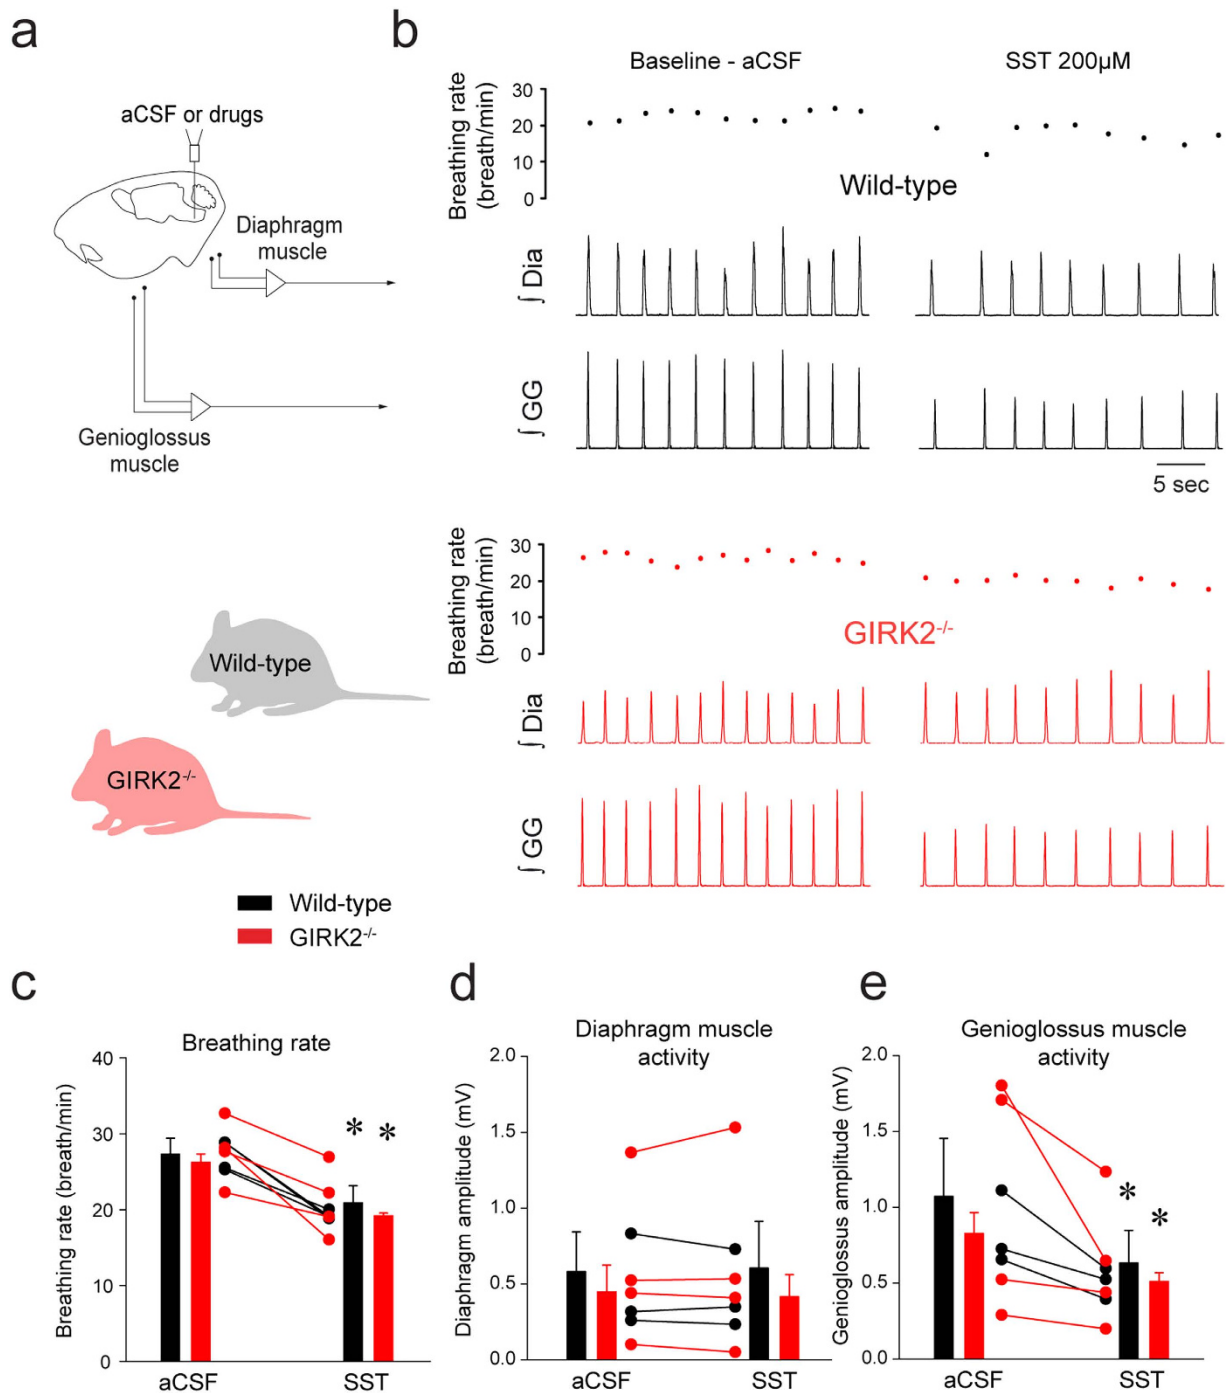 a
aCSF or drugs
Diaphragm
muscle
Genioglossus
muscle
Wild-type
GIRK2-/-
Wild-type
GIRK2-/-
b
Baseline - aCSF
SST 200µM
Breathing rate
(breath/min)
30
20
10
0
Wild-type
∫ Dia
∫ GG
5 sec
Breathing rate
(breath/min)
30
20
10
0
GIRK2-/-
∫ Dia
∫ GG
c
Breathing rate
Breathing rate (breath/min)
40
30
20
10
0
* *
aCSF SST
d
Diaphragm muscle
activity
Diaphragm amplitude (mV)
2.0
1.5
1.0
0.5
0.0
aCSF SST
e
Genioglossus muscle
activity
Genioglossus amplitude (mV)
2.0
1.5
1.0
0.5
0.0
* *
aCSF SST